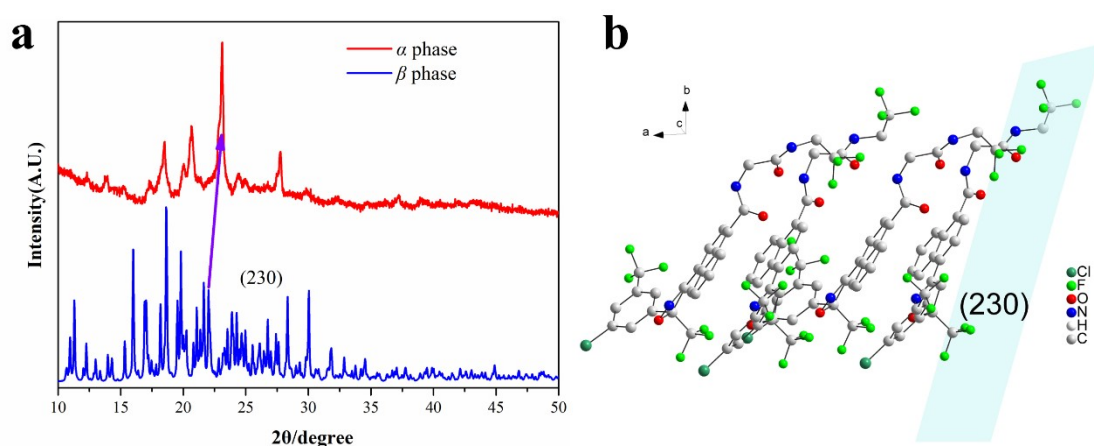 a
α phase
β phase
(230)
Intensity(A.U.)
10 15 20 25 30 35 40 45 50
2θ/degree
b
b
c
a
(230)
Cl
F
O
N
H
C